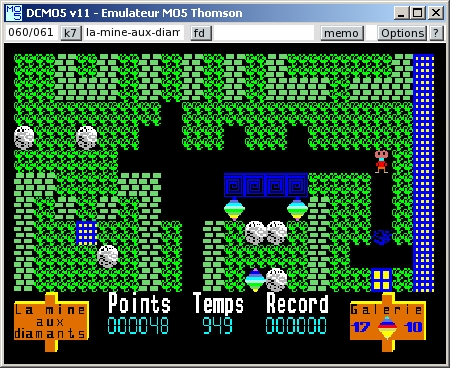 DCMO5 v11 - Emulateur MO5 Thomson
060/061 k7 la-mine-aux-diam fd memo Options ?
Points Temps Record
000048 949 000000
La mine
aux
diamants
Galerie
17 10